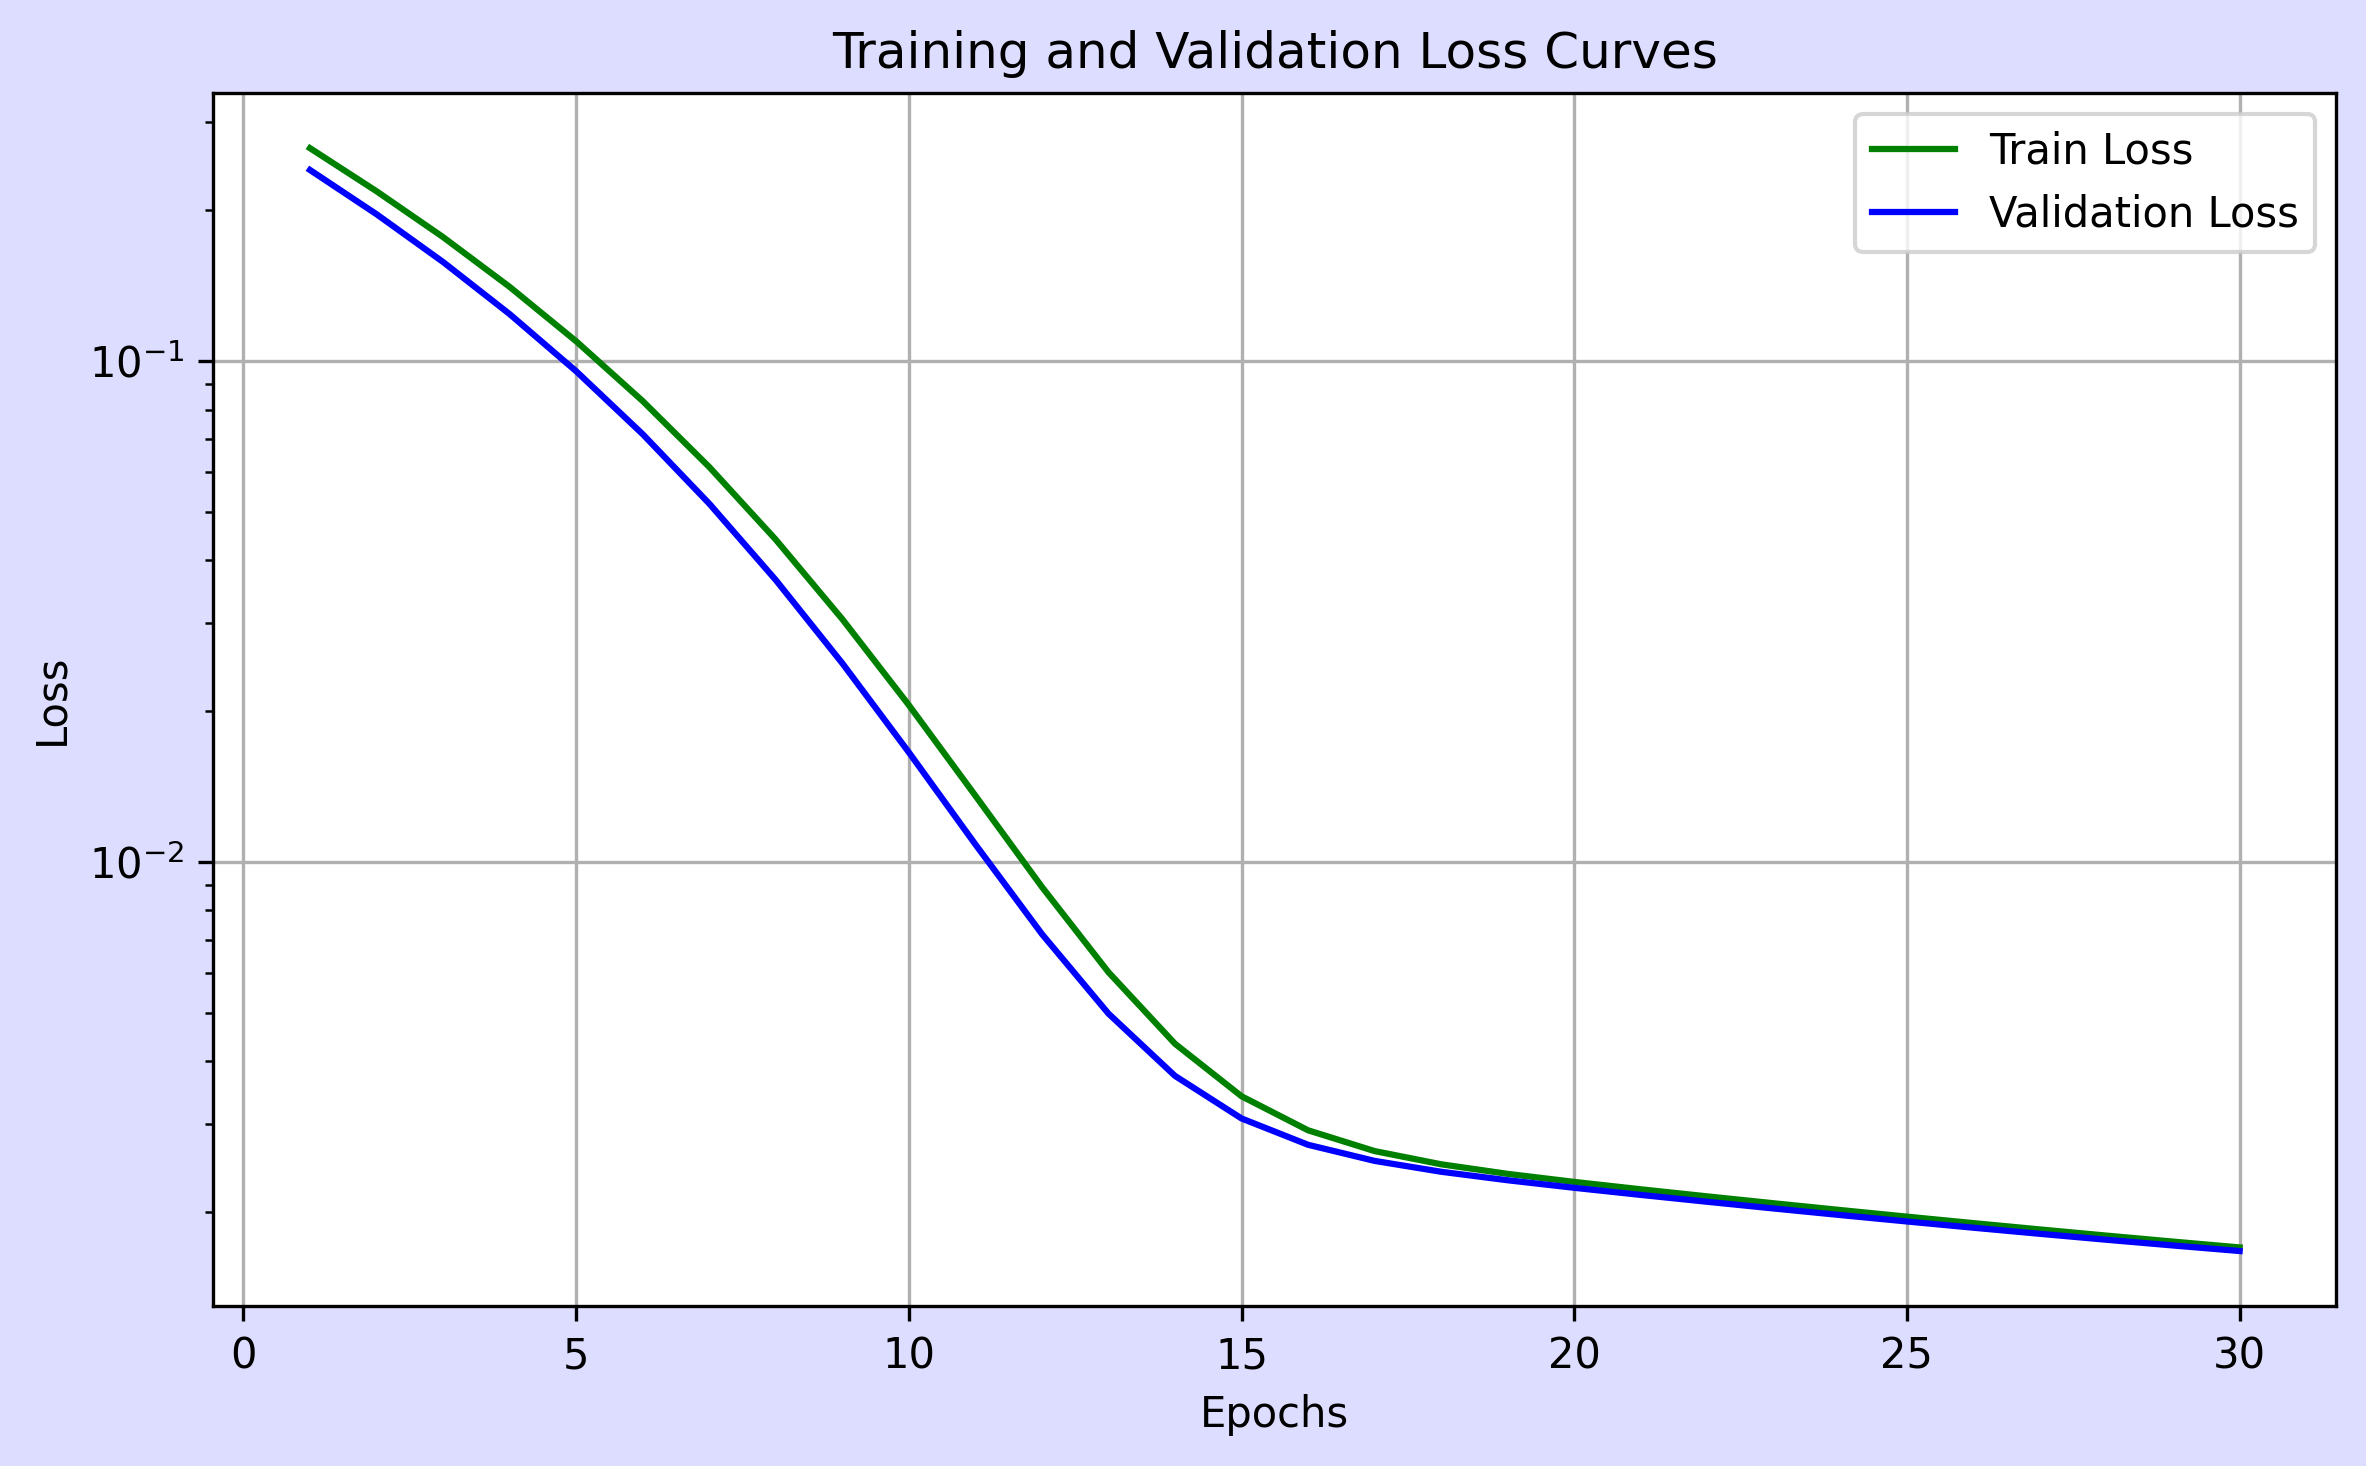 Training and Validation Loss Curves
Train Loss
Validation Loss
10⁻¹
10⁻²
Loss
0 5 10 15 20 25 30
Epochs